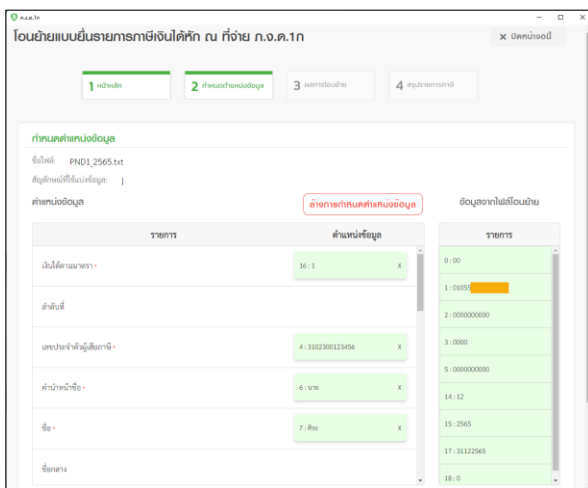 ภ.ง.ด.1ก
โอนย้ายแบบยื่นรายการภาษีเงินได้หัก ณ ที่จ่าย ภ.ง.ด.1ก
x ปิดหน้าจอนี้
1 หน้าหลัก
2 กำหนดตำแหน่งข้อมูล
3 ผลการโอนย้าย
4 สรุปรายการภาษี
กำหนดตำแหน่งข้อมูล
ชื่อไฟล์: PND1_2565.txt
สัญลักษณ์ที่ใช้แบ่งข้อมูล: |
ตำแหน่งข้อมูล
ล้างการกำหนดตำแหน่งข้อมูล
ข้อมูลจากไฟล์โอนย้าย
รายการ ตำแหน่งข้อมูล
รายการ
เงินได้ตามมาตรา *
16 : 1 X
ลำดับที่
เลขประจำตัวผู้เสียภาษี *
4 : 3102300123456 X
คำนำหน้าชื่อ *
6 : นาย X
ชื่อ *
7 : X
ชื่อกลาง
0 : 00
1 : 01055
2 : 0000000000
3 : 0000
5 : 0000000000
14 : 12
15 : 2565
17 : 31122565
18 : 0